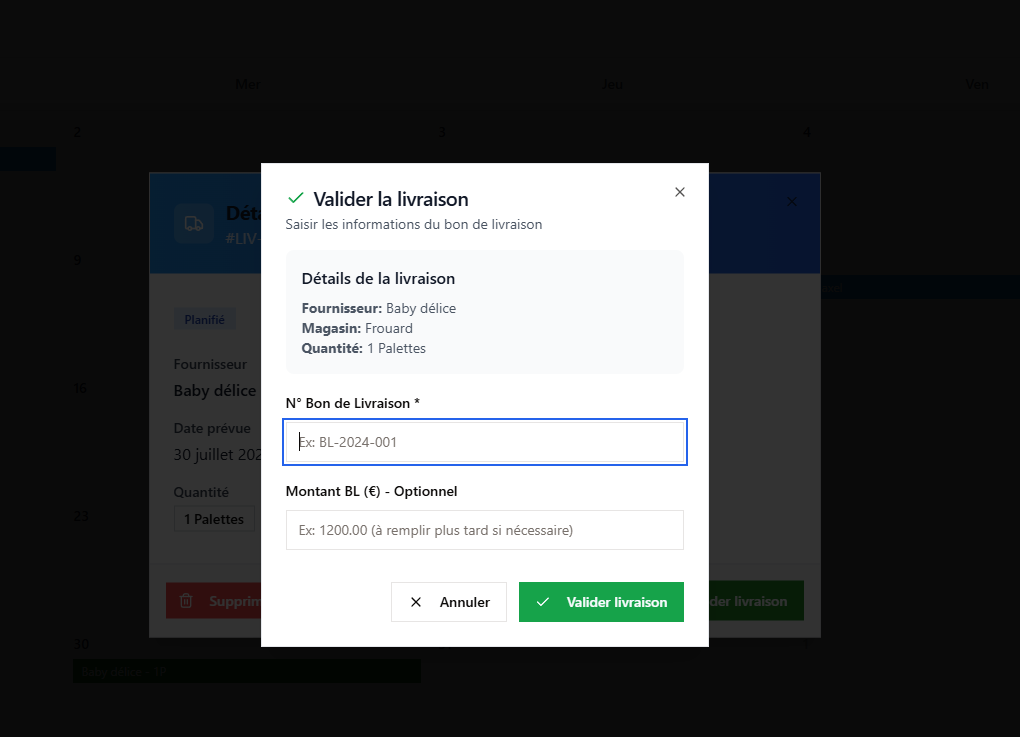 Mer
Jeu
Ven
2
3
4
Valider la livraison
Saisir les informations du bon de livraison
Déta
#LIV-
9
Détails de la livraison
Fournisseur: Baby délice
Magasin: Frouard
Quantité: 1 Palettes
Planifié
Fournisseur
Baby délice
16
N° Bon de Livraison *
Ex: BL-2024-001
Date prévue
30 juillet 202
Quantité
1 Palettes
23
Montant BL (€) - Optionnel
Ex: 1200.00 (à remplir plus tard si nécessaire)
Annuler
Valider livraison
Supprim
der livraison
30
Baby délice - 1P